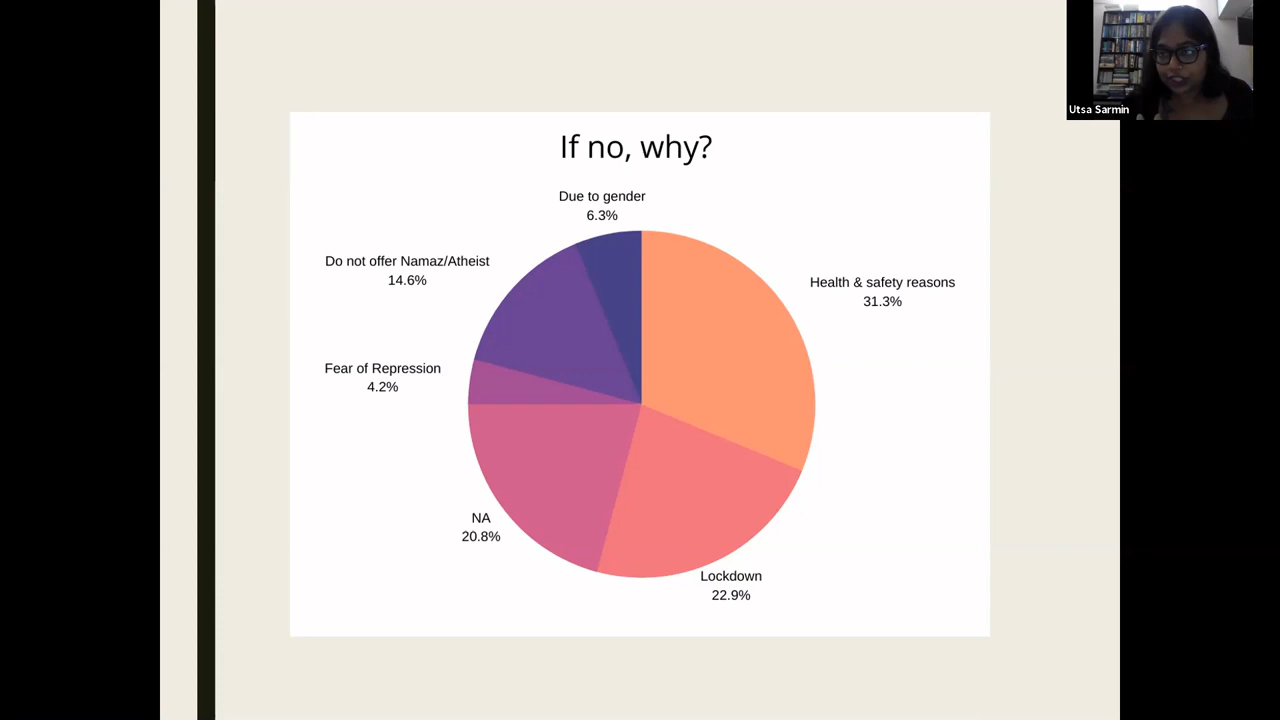 Utsa Sarmin
If no, why?
Due to gender
6.3%
Do not offer Namaz/Atheist
14.6%
Health & safety reasons
31.3%
Fear of Repression
4.2%
NA
20.8%
Lockdown
22.9%